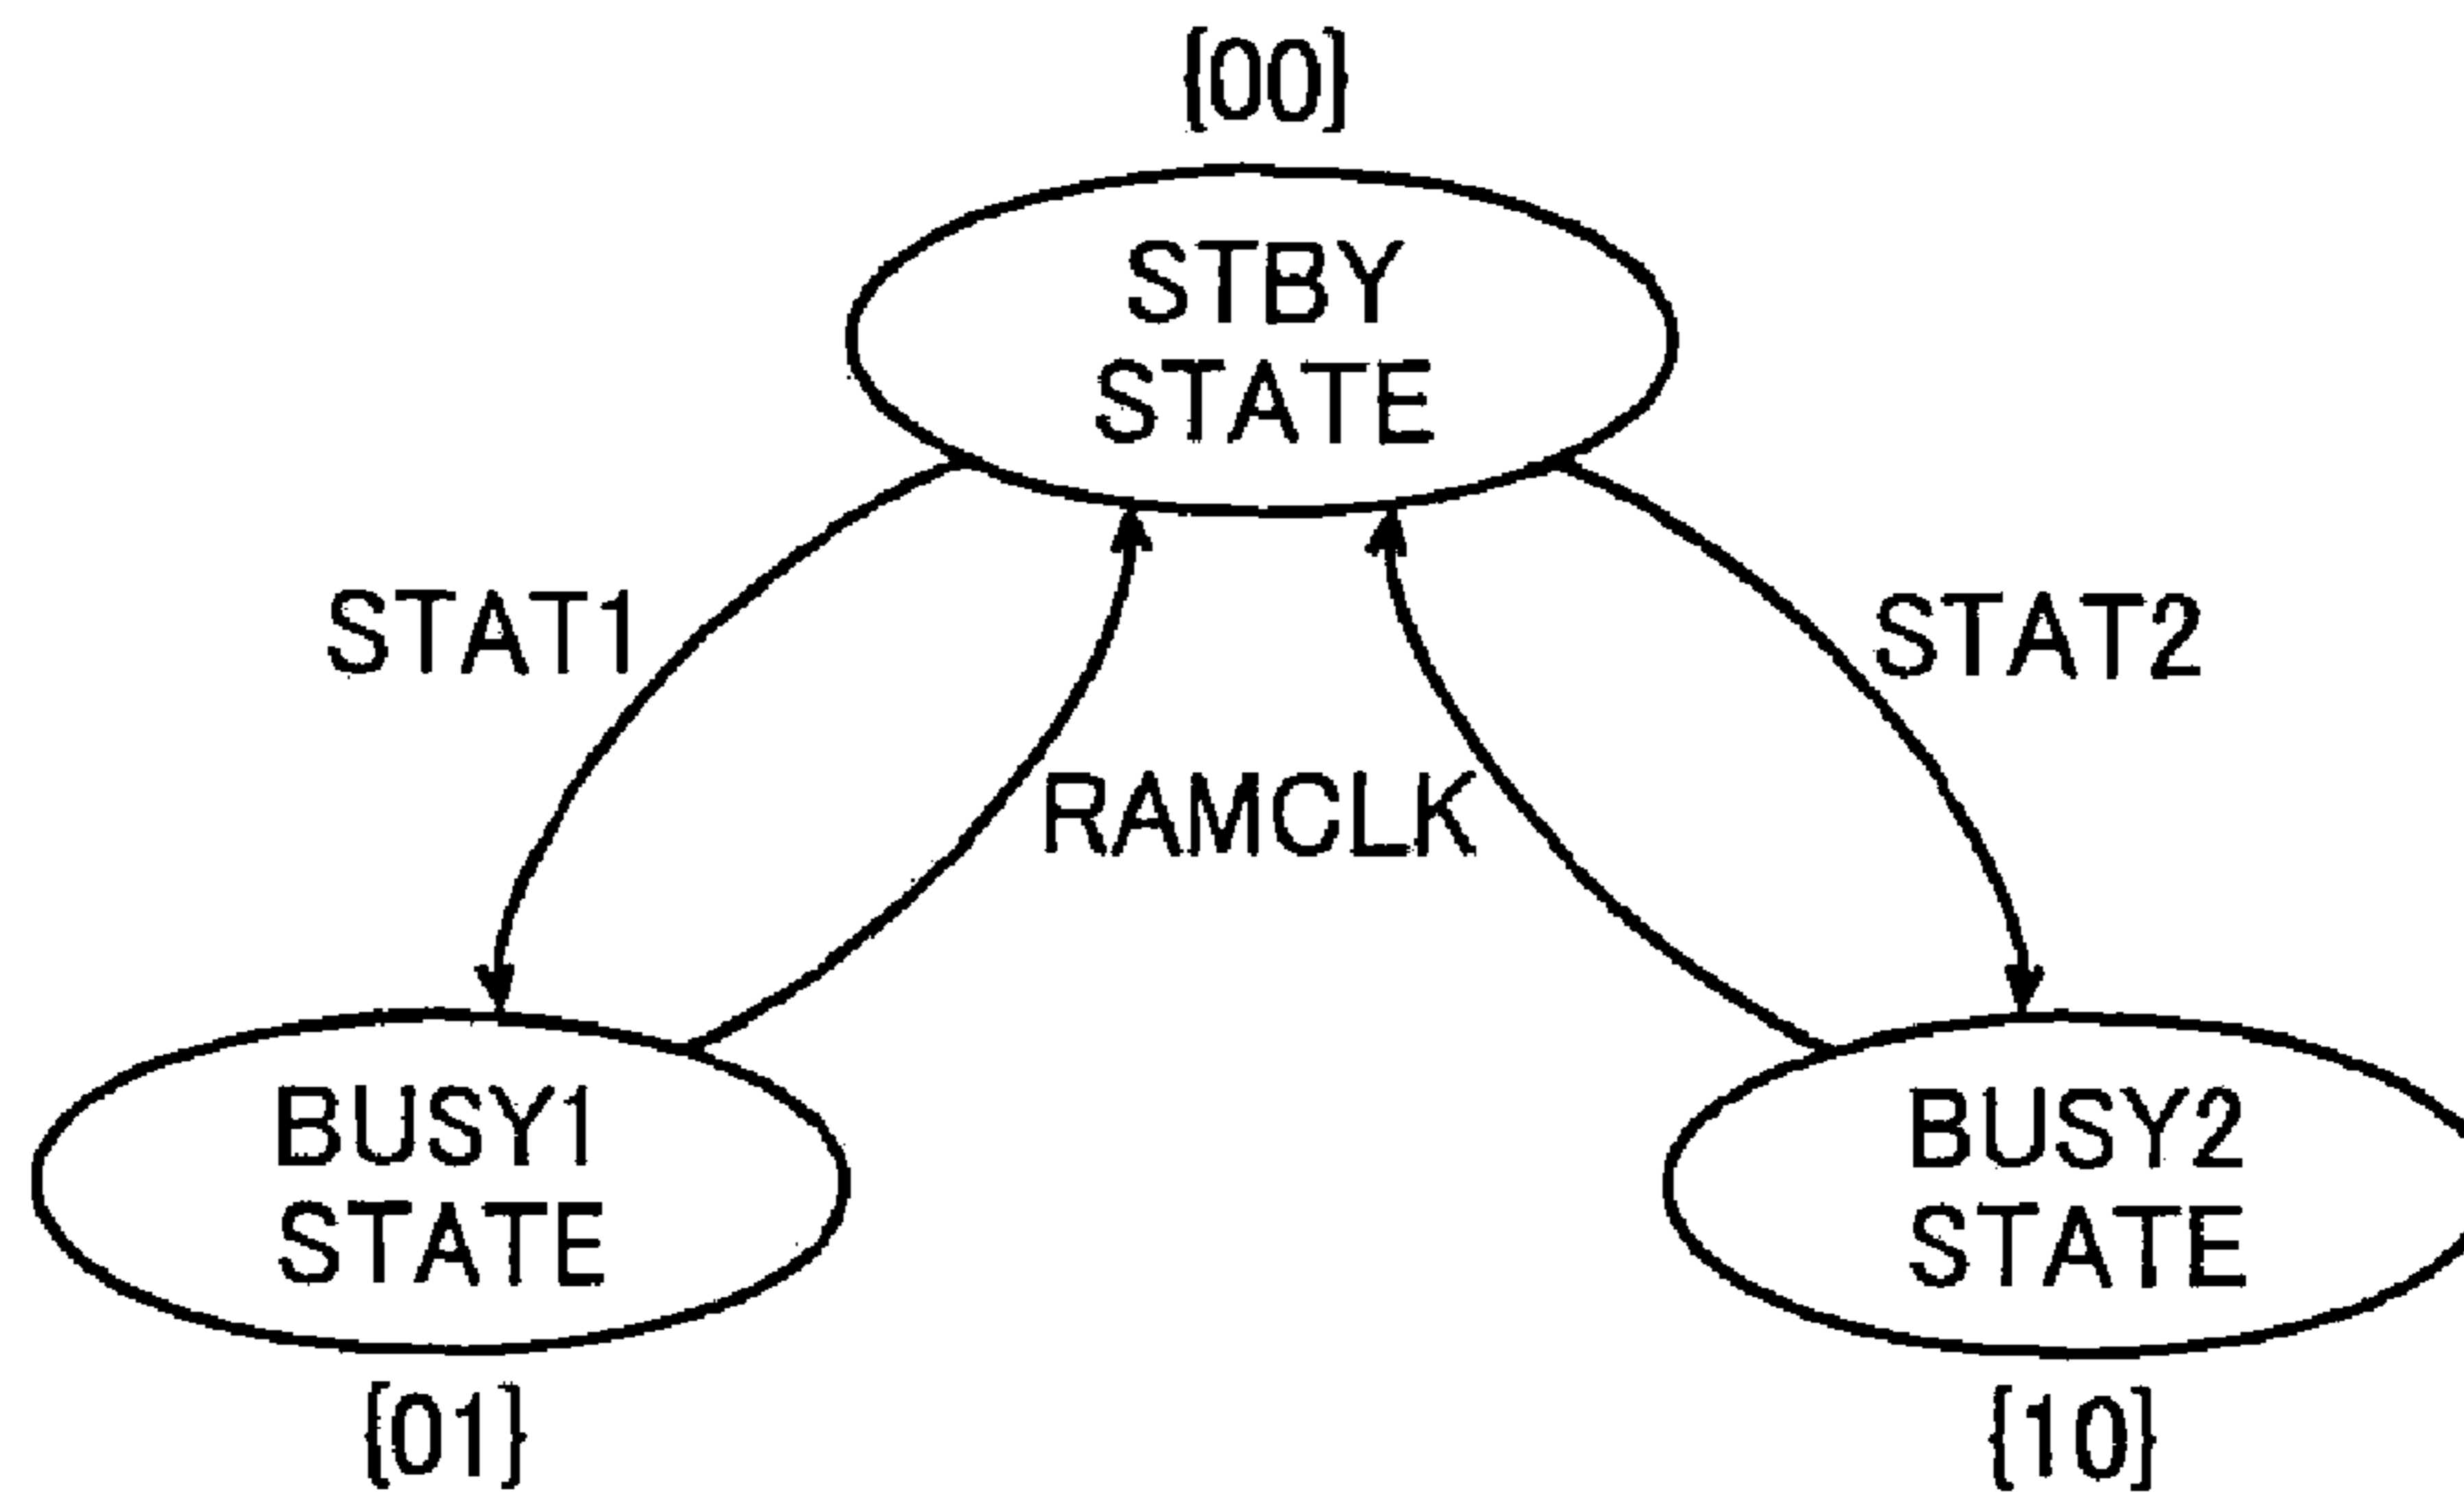 {00}
STBY
STATE
STAT1
STAT2
RAMCLK
BUSY1
STATE
BUSY2
STATE
{01}
{10}